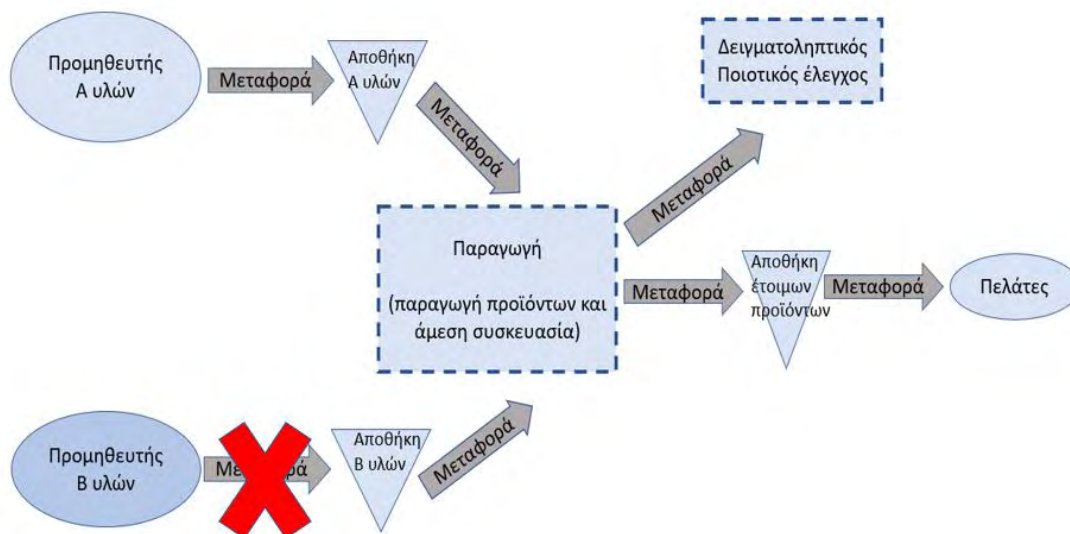 Προμηθευτής
Α υλών
Μεταφορά
Αποθήκη
Α υλών
Μεταφορά
Δειγματοληπτικός
Ποιοτικός έλεγχος
Μεταφορά
Παραγωγή
(παραγωγή προϊόντων και
άμεση συσκευασία)
Μεταφορά
Αποθήκη
έτοιμων
προϊόντων
Μεταφορά
Πελάτες
Προμηθευτής
Β υλών
Αποθήκη
Β υλών
Μεταφορά